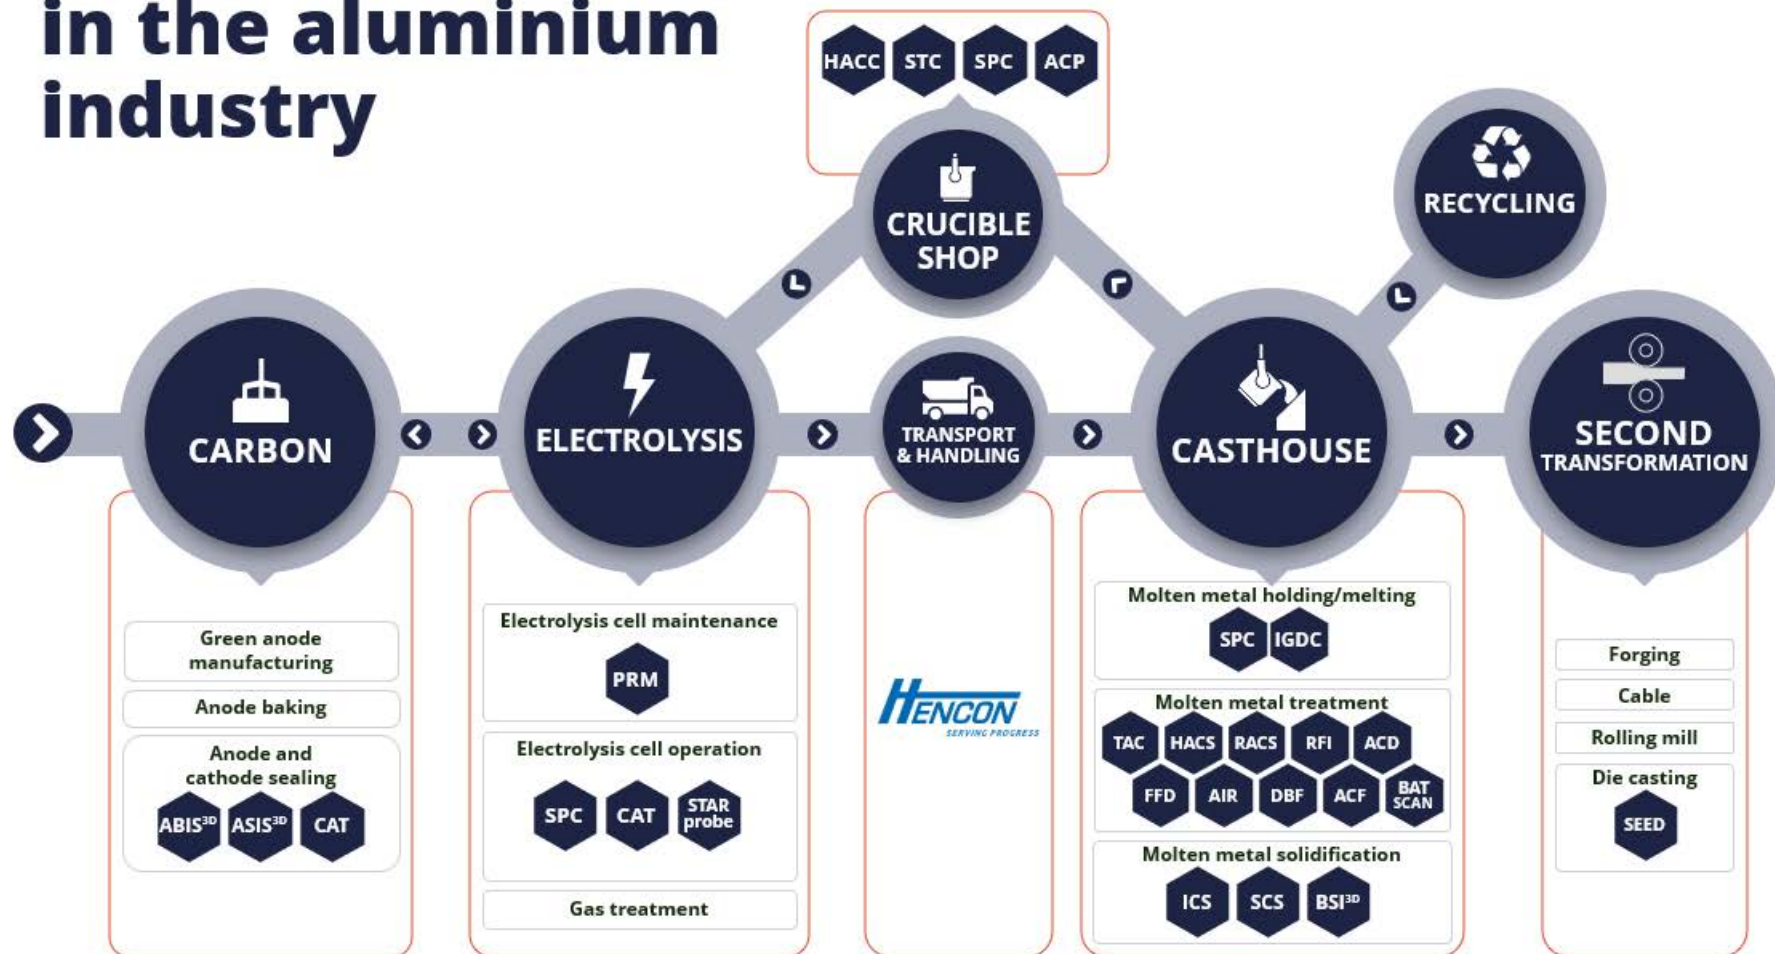 in the aluminium
industry
HACC STC SPC ACP
CRUCIBLE
SHOP
RECYCLING
CARBON
ELECTROLYSIS
TRANSPORT
& HANDLING
CASTHOUSE
SECOND
TRANSFORMATION
Green anode
manufacturing
Anode baking
Anode and
cathode sealing
ABIS³ᴰ ASIS³ᴰ CAT
Electrolysis cell maintenance
PRM
Electrolysis cell operation
SPC CAT STAR
probe
Gas treatment
HENCON
SERVING PROGRESS
Molten metal holding/melting
SPC IGDC
Molten metal treatment
TAC HACS RACS RFI ACD
FFD AIR DBF ACF BAT
SCAN
Molten metal solidification
ICS SCS BSI³ᴰ
Forging
Cable
Rolling mill
Die casting
SEED